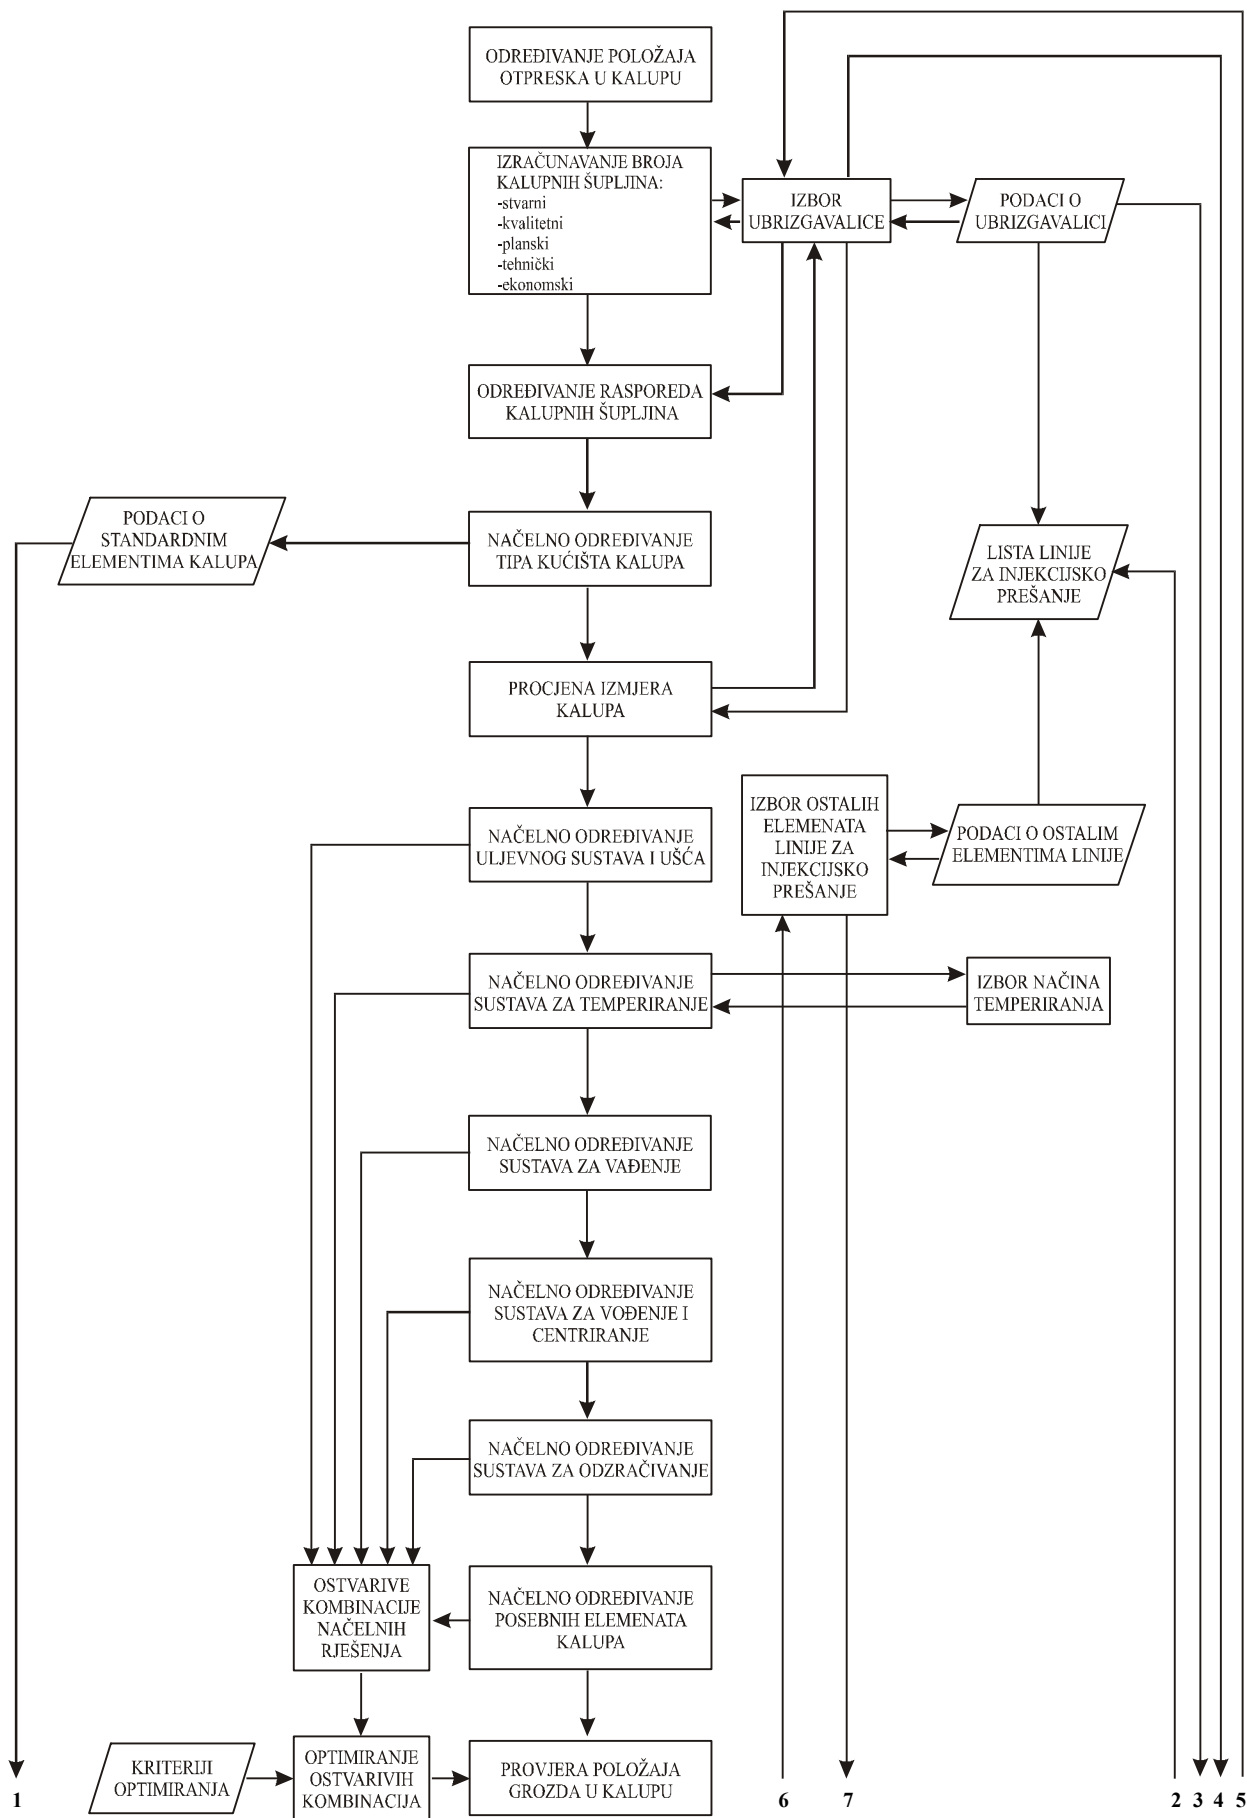 ODREĐIVANJE POLOŽAJA
OTPRESKA U KALUPU
IZRAČUNAVANJE BROJA
KALUPNIH ŠUPLJINA:
-stvarni
-kvalitetni
-planski
-tehnički
-ekonomski
IZBOR
UBRIZGAVALICE
PODACI O
UBRIZGAVALICI
ODREĐIVANJE RASPOREDA
KALUPNIH ŠUPLJINA
PODACI O
STANDARDNIM
ELEMENTIMA KALUPA
NAČELNO ODREĐIVANJE
TIPA KUĆIŠTA KALUPA
LISTA LINIJE
ZA INJEKCIJSKO
PREŠANJE
PROCJENA IZMJERA
KALUPA
NAČELNO ODREĐIVANJE
ULJEVNOG SUSTAVA I UŠĆA
IZBOR OSTALIH
ELEMENATA
LINIJE ZA
INJEKCIJSKO
PREŠANJE
PODACI O OSTALIM
ELEMENTIMA LINIJE
NAČELNO ODREĐIVANJE
SUSTAVA ZA TEMPERIRANJE
IZBOR NAČINA
TEMPERIRANJA
NAČELNO ODREĐIVANJE
SUSTAVA ZA VAĐENJE
NAČELNO ODREĐIVANJE
SUSTAVA ZA VOĐENJE I
CENTRIRANJE
NAČELNO ODREĐIVANJE
SUSTAVA ZA ODZRAČIVANJE
OSTVARIVE
KOMBINACIJE
NAČELNIH
RJEŠENJA
NAČELNO ODREĐIVANJE
POSEBNIH ELEMENATA
KALUPA
KRITERIJI
OPTIMIRANJA
OPTIMIRANJE
OSTVARIVIH
KOMBINACIJA
PROVJERA POLOŽAJA
GROZDA U KALUPU
1 6 7 2 3 4 5